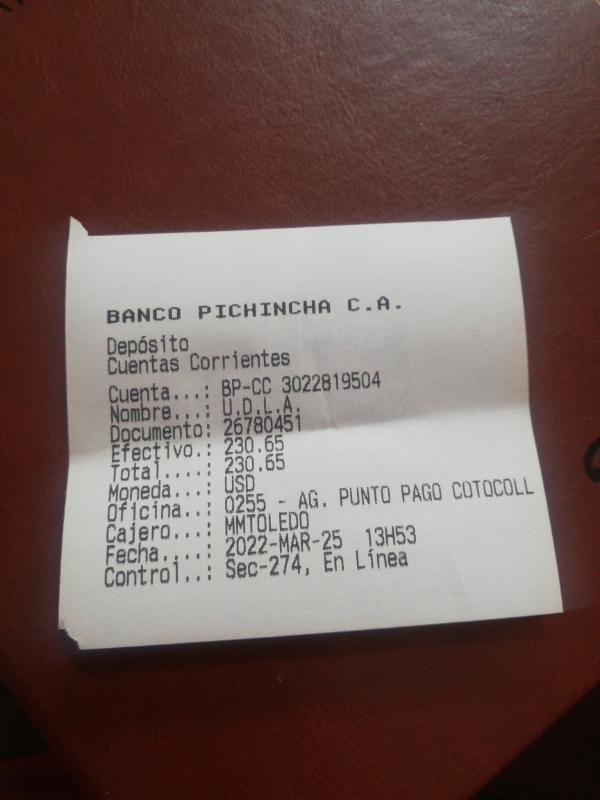 BANCO PICHINCHA C.A.
Depósito
Cuentas Corrientes
Cuenta...: BP-CC 3022819504
Nombre...: U.D.L.A.
Documento: 26780451
Efectivo.: 230.65
Total....: 230.65
Moneda...: USD
Oficina..: 0255 - AG. PUNTO PAGO COTOCOLL
Cajero...: MMTOLEDO
Fecha....: 2022-MAR-25 13H53
Control..: Sec-274, En Línea